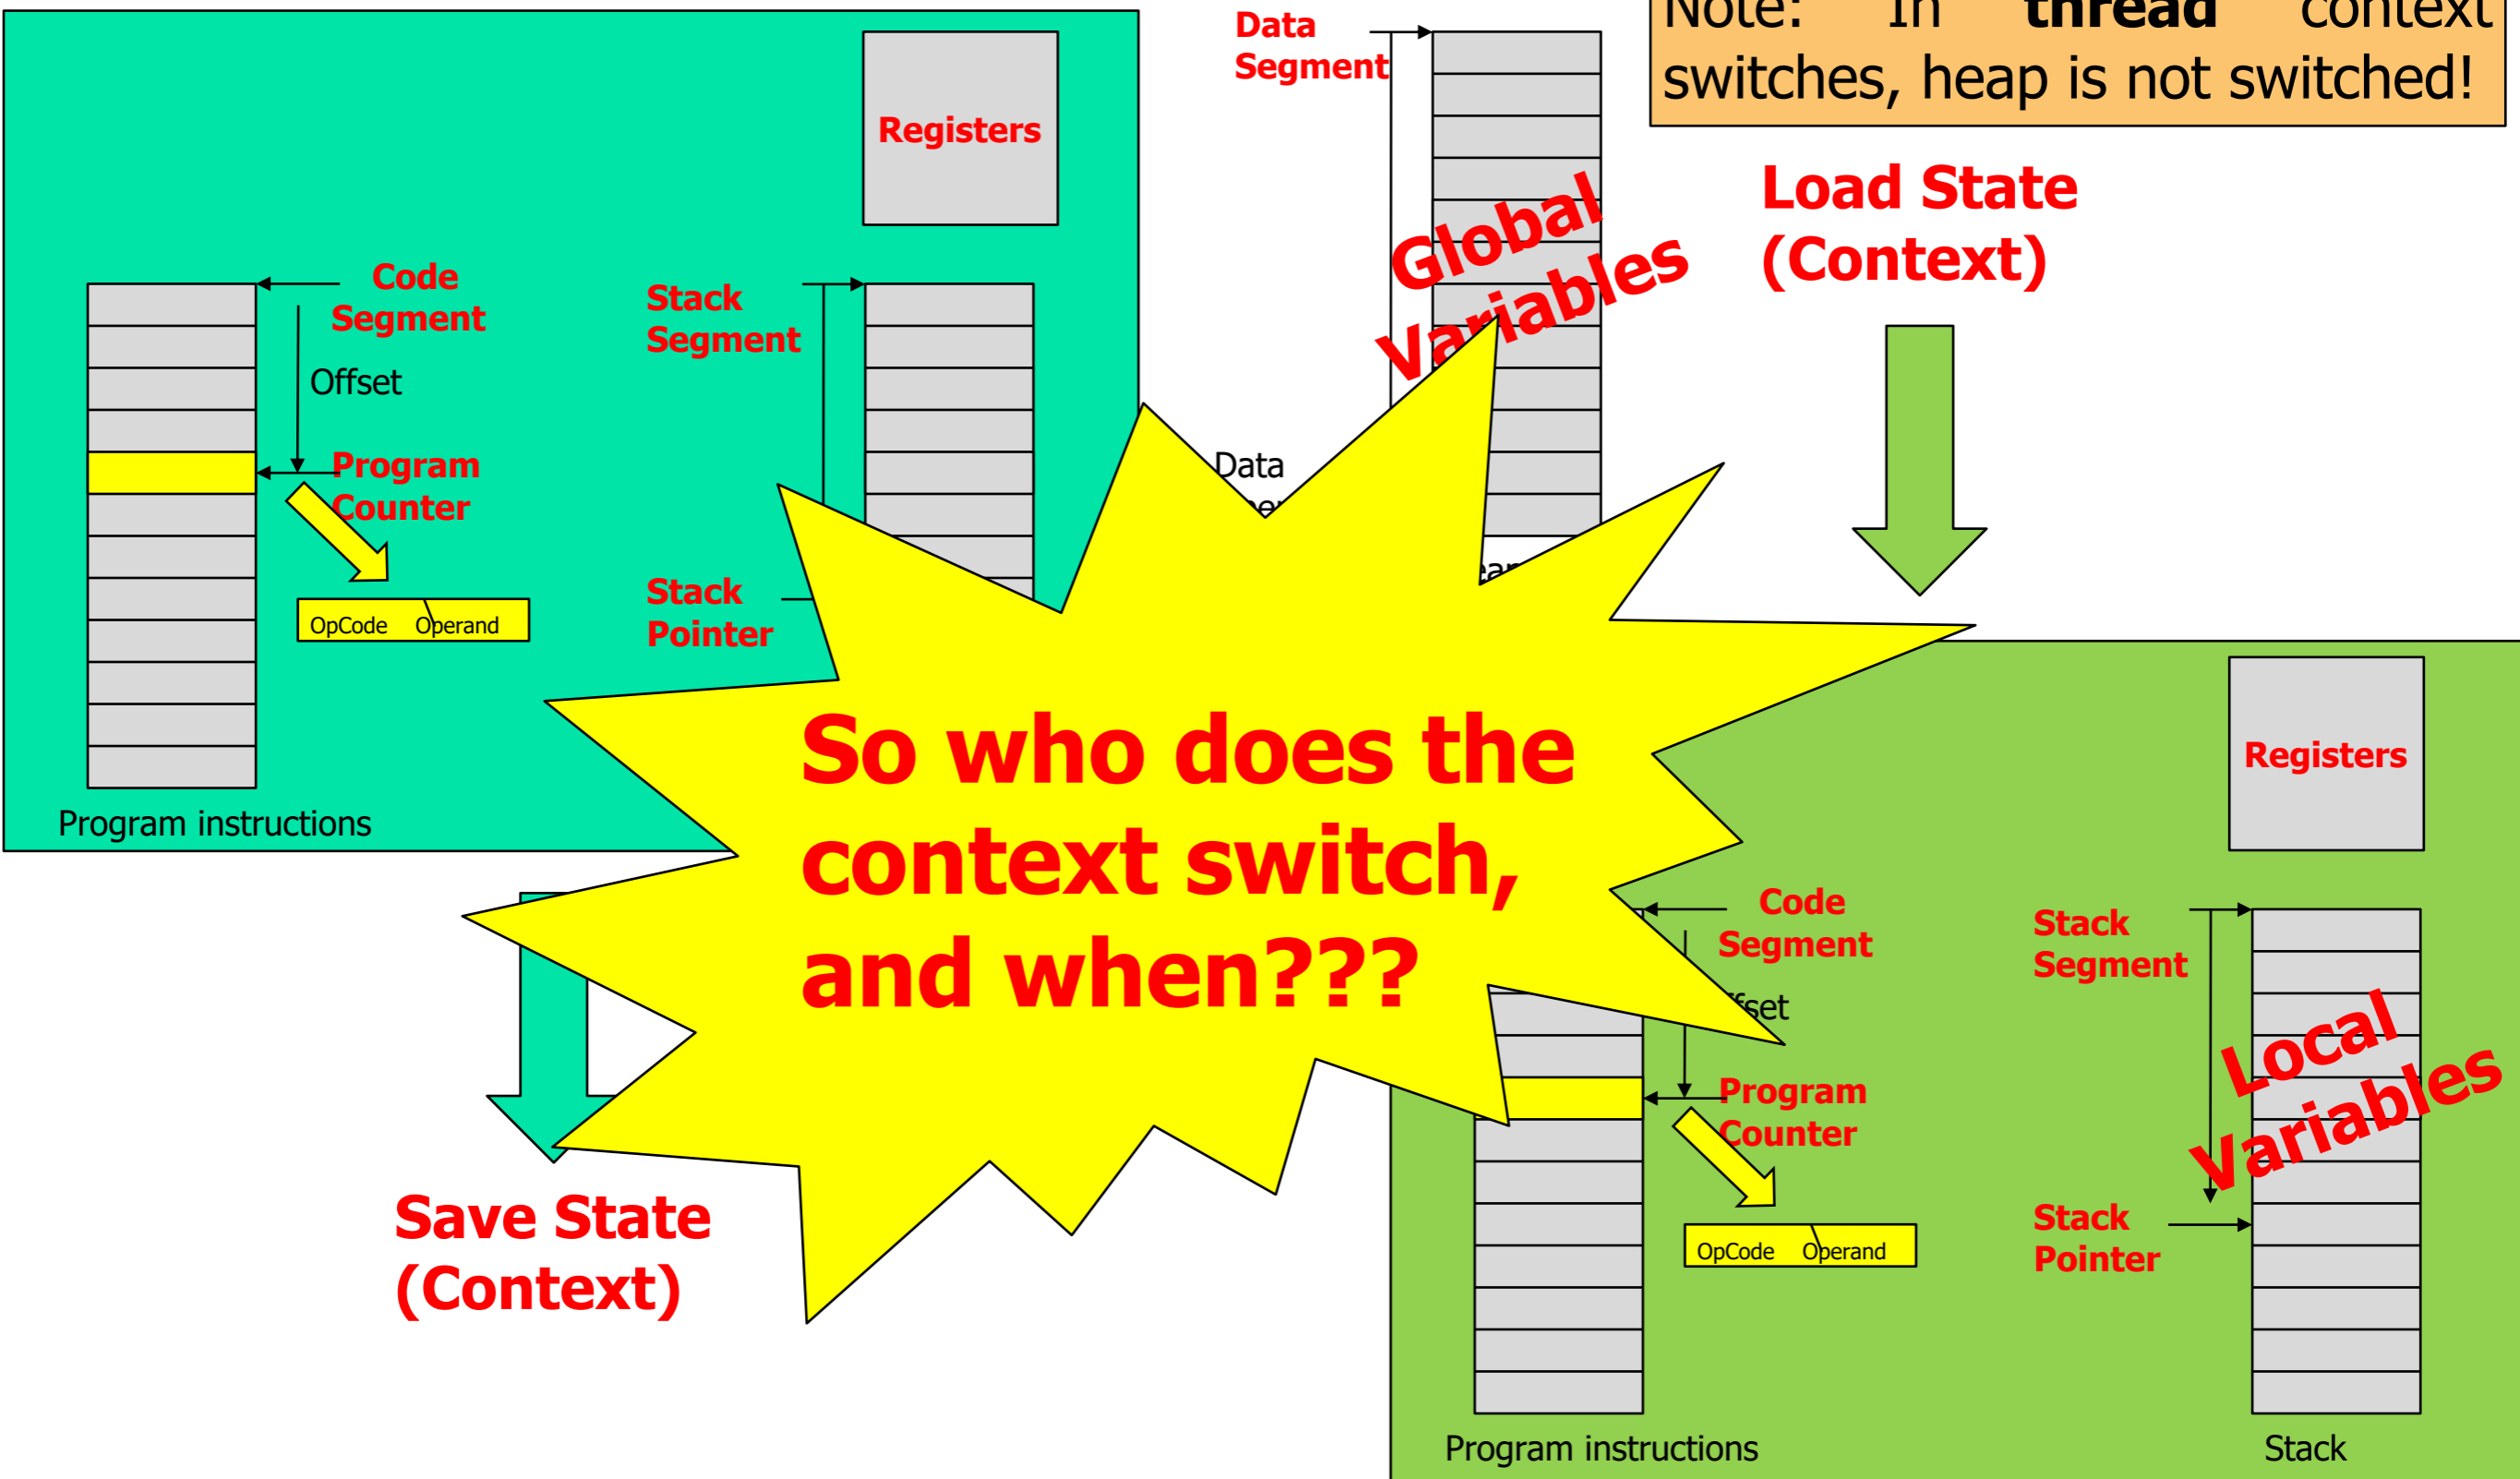 Note: In thread context
switches, heap is not switched!
Data
Segment
Registers
Global
Variables
Load State
(Context)
Code
Segment
Offset
Stack
Segment
Program
Counter
Data
Stack
Pointer
OpCode Operand
Program instructions
So who does the
context switch,
and when???
Registers
Code
Segment
Stack
Segment
Local
Variables
Program
Counter
Stack
Pointer
OpCode Operand
Save State
(Context)
Program instructions
Stack